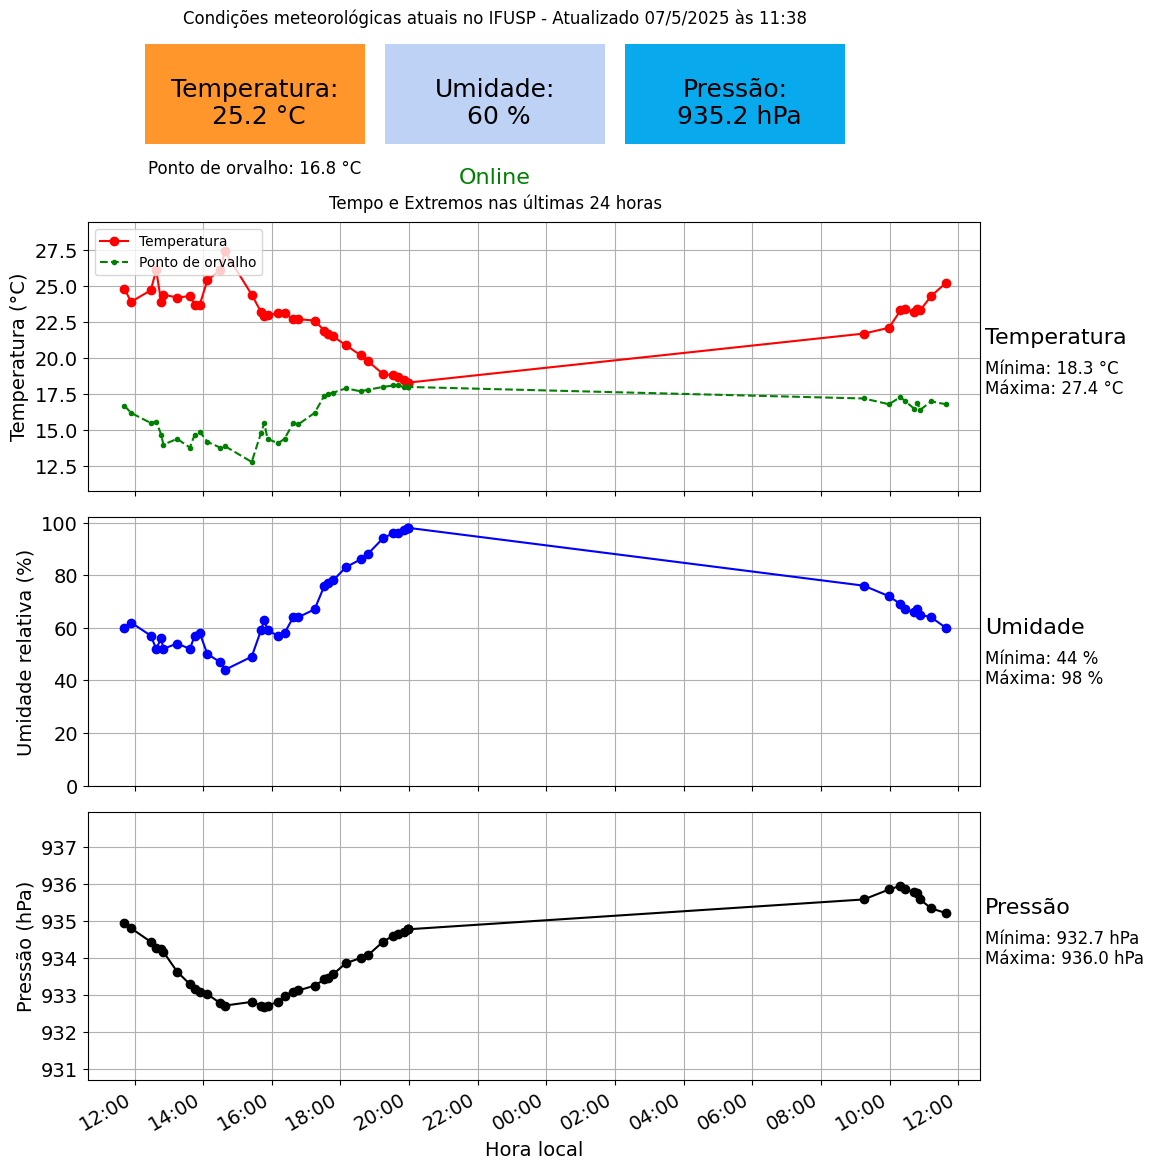 Condições meteorológicas atuais no IFUSP - Atualizado 07/5/2025 às 11:38
Temperatura:
25.2 °C
Umidade:
60 %
Pressão:
935.2 hPa
Ponto de orvalho: 16.8 °C
Online
Tempo e Extremos nas últimas 24 horas
Temperatura (°C)
27.5
25.0
22.5
20.0
17.5
15.0
12.5
Temperatura
Ponto de orvalho
Temperatura
Mínima: 18.3 °C
Máxima: 27.4 °C
Umidade relativa (%)
100
80
60
40
20
0
Umidade
Mínima: 44 %
Máxima: 98 %
Pressão (hPa)
937
936
935
934
933
932
931
Pressão
Mínima: 932.7 hPa
Máxima: 936.0 hPa
12:00 14:00 16:00 18:00 20:00 22:00 00:00 02:00 04:00 06:00 08:00 10:00 12:00
Hora local